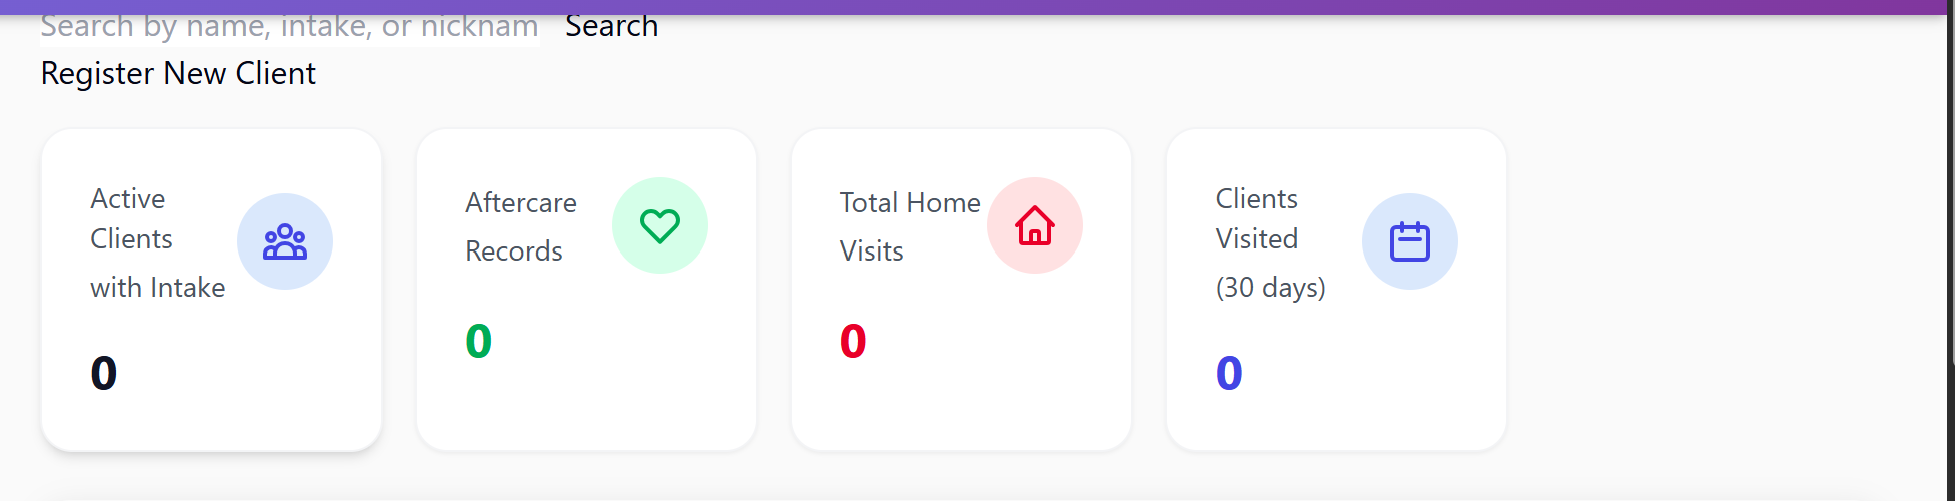 Search by name, intake, or nicknam
Search
Register New Client
Active
Clients
with Intake
0
Aftercare
Records
0
Total Home
Visits
0
Clients
Visited
(30 days)
0